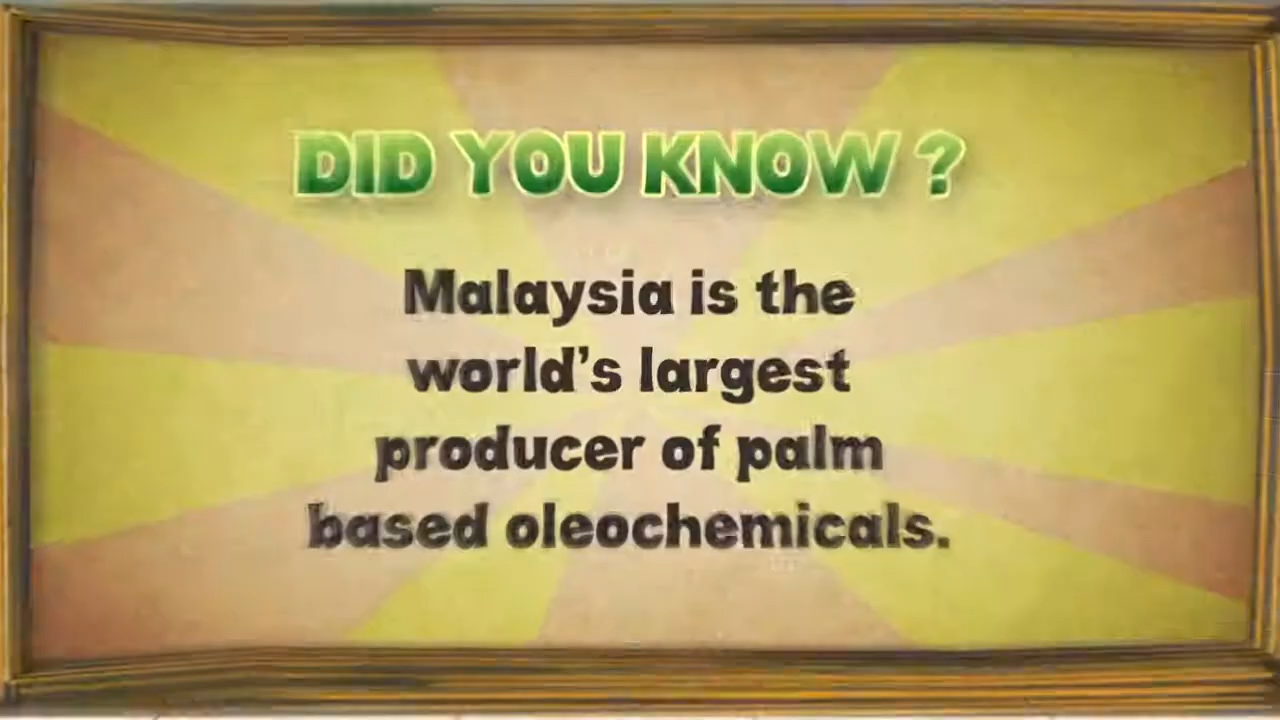 DID YOU KNOW ?
Malaysia is the
world's largest
producer of palm
based oleochemicals.